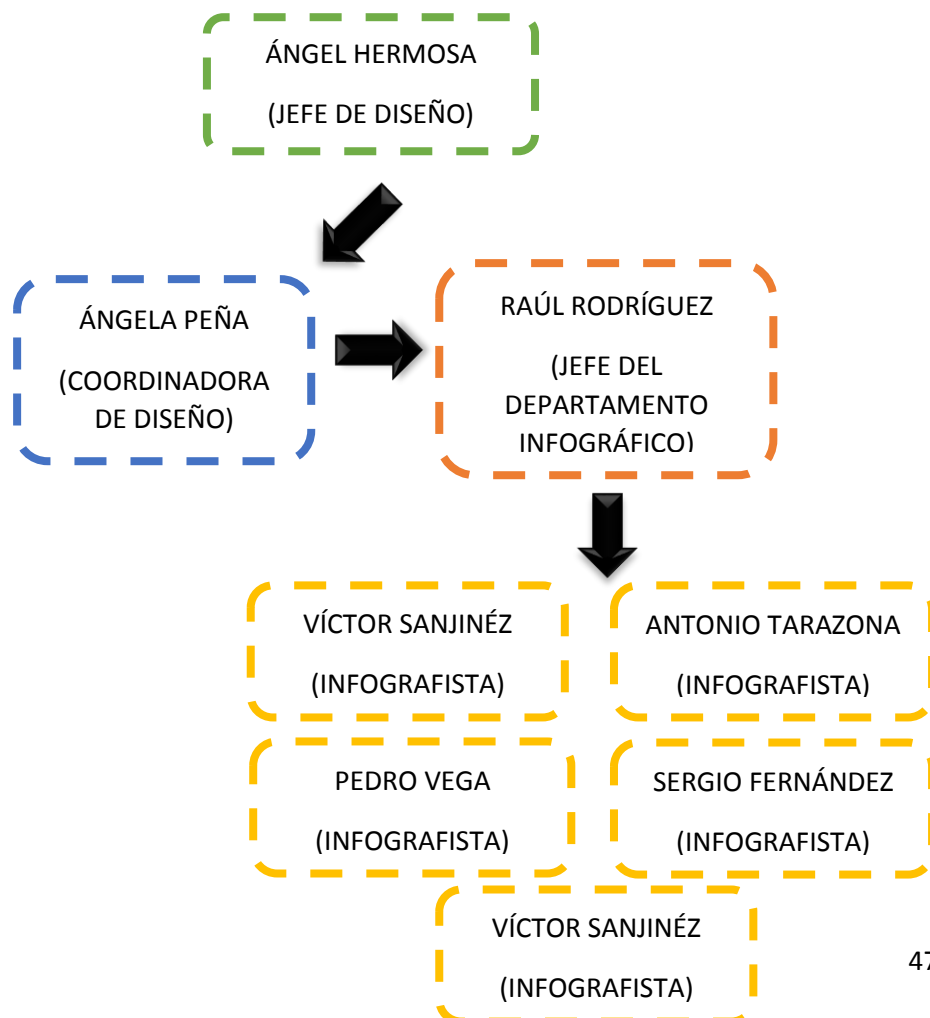 ÁNGEL HERMOSA
(JEFE DE DISEÑO)
ÁNGELA PEÑA
(COORDINADORA
DE DISEÑO)
RAÚL RODRÍGUEZ
(JEFE DEL
DEPARTAMENTO
INFOGRÁFICO)
VÍCTOR SANJINÉZ
(INFOGRAFISTA)
ANTONIO TARAZONA
(INFOGRAFISTA)
PEDRO VEGA
(INFOGRAFISTA)
SERGIO FERNÁNDEZ
(INFOGRAFISTA)
VÍCTOR SANJINÉZ
(INFOGRAFISTA)
47